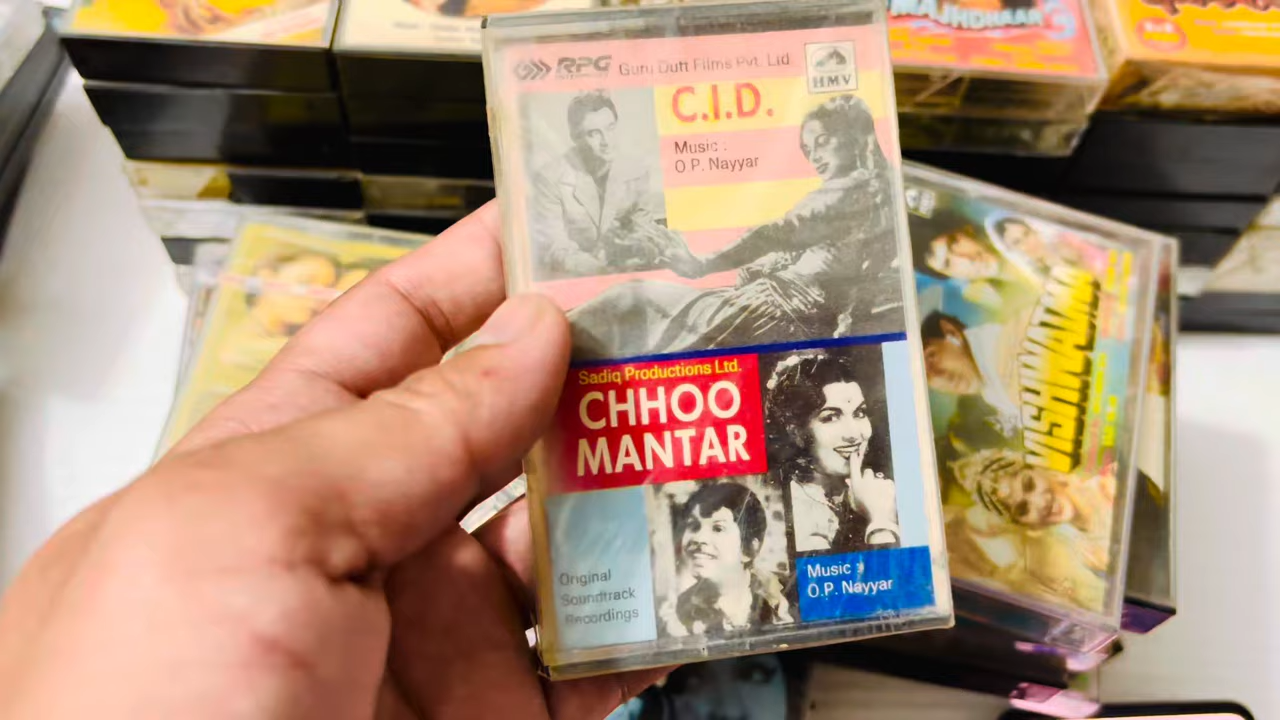 RPG
Guru Dutt Films Pvt. Ltd.
HMV
C.I.D.
Music :
O.P. Nayyar
Sadiq Productions Ltd.
CHHOO
MANTAR
Original
Soundtrack
Recordings
Music :
O.P. Nayyar
MAJHDHAAR
VISHWATMA